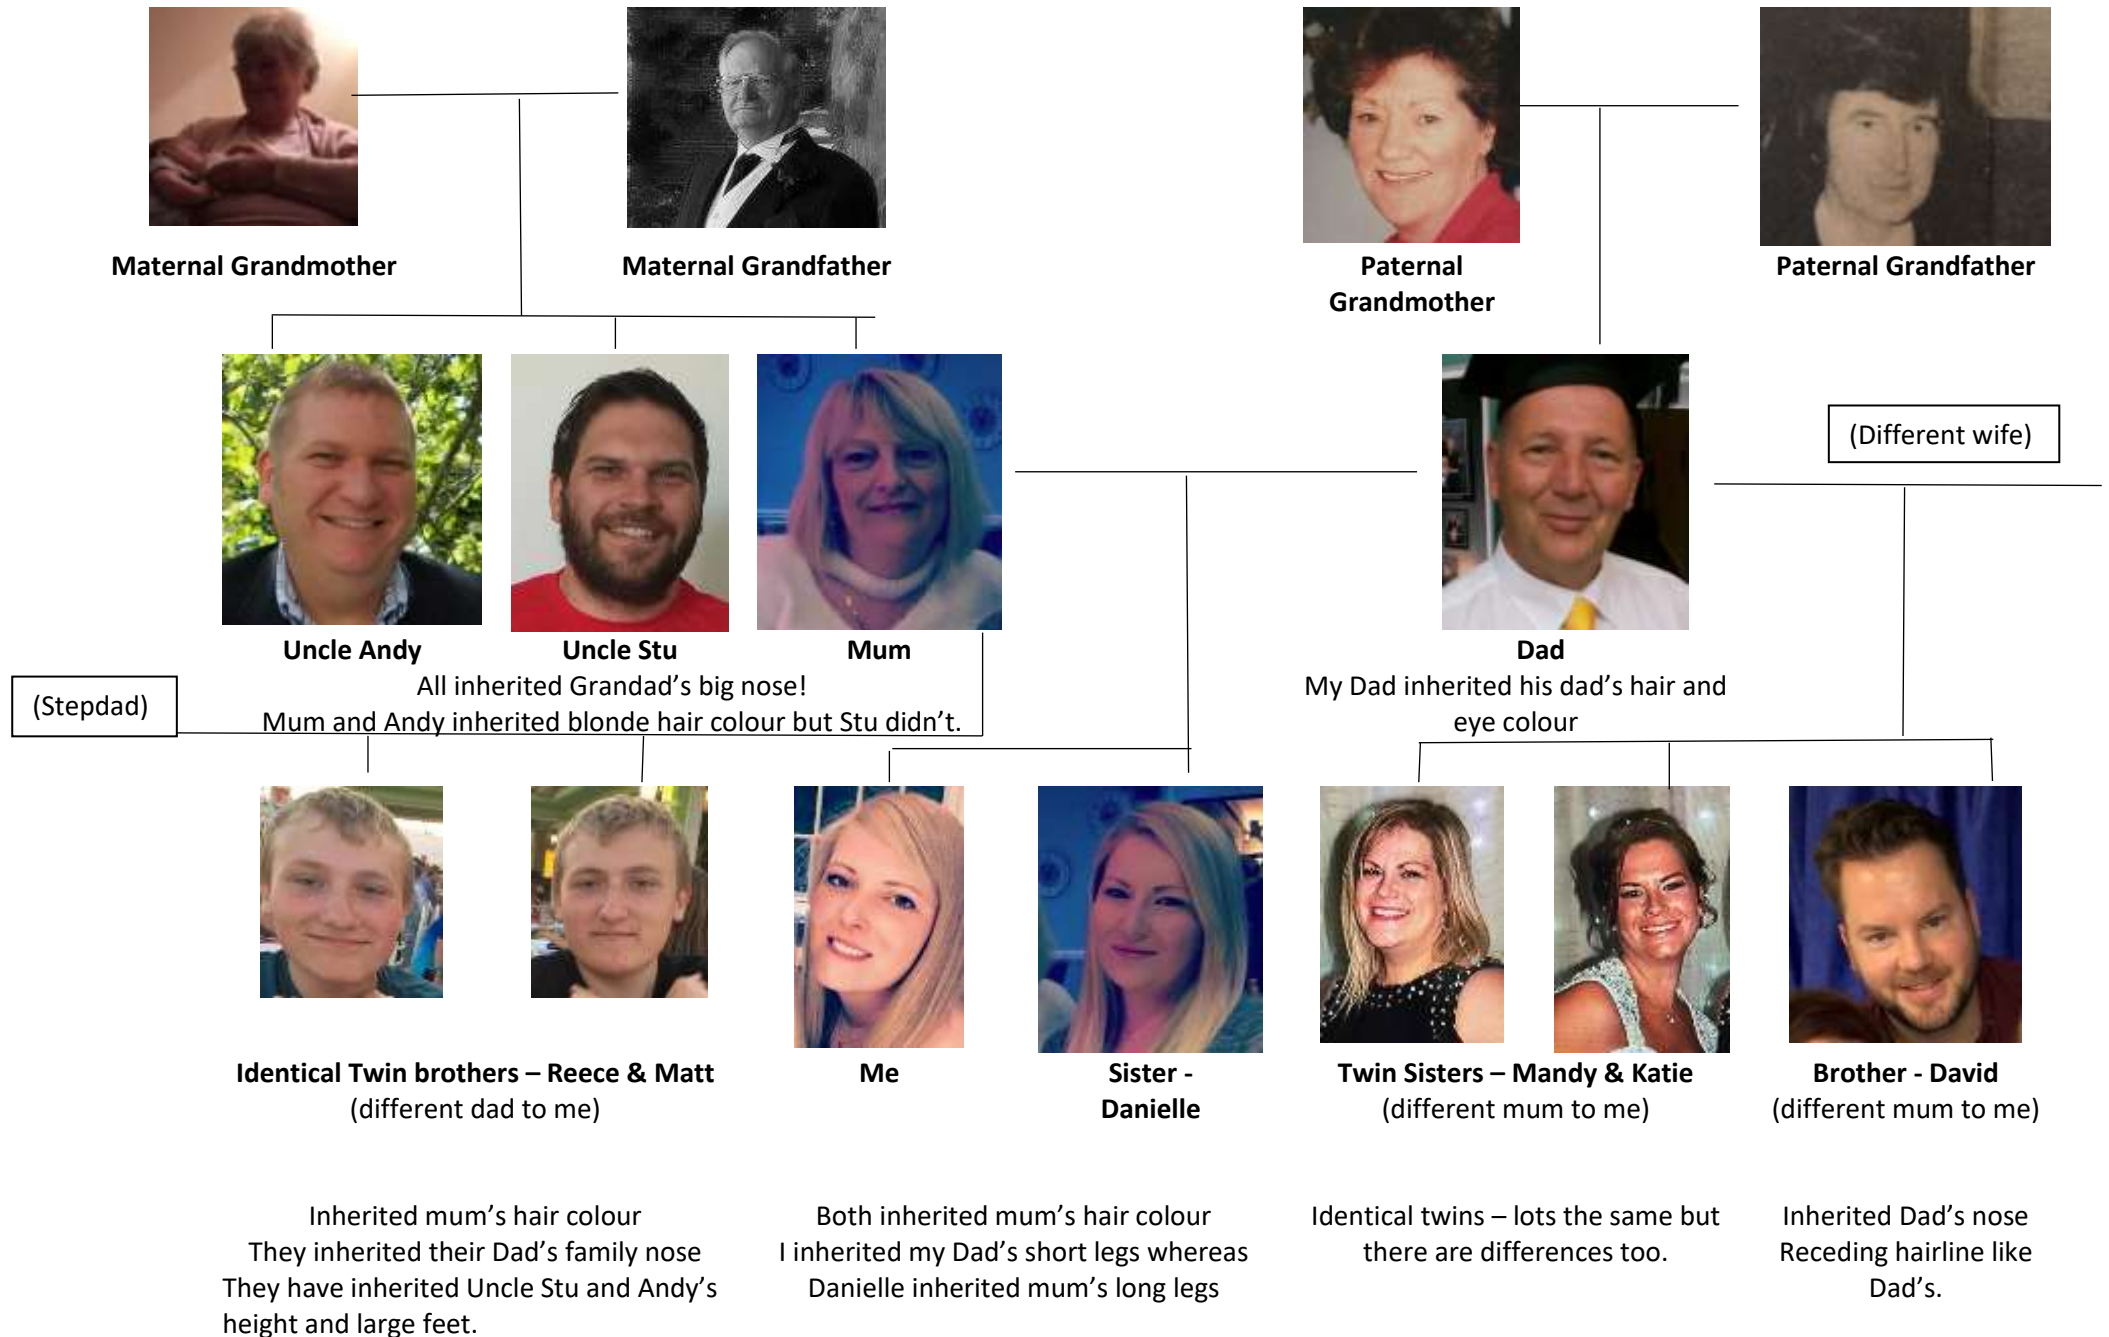 Maternal Grandmother
Maternal Grandfather
Paternal
Grandmother
Paternal Grandfather
(Different wife)
Uncle Andy
Uncle Stu
Mum
All inherited Grandad’s big nose!
Mum and Andy inherited blonde hair colour but Stu didn’t.
Dad
My Dad inherited his dad’s hair and
eye colour
(Stepdad)
Identical Twin brothers – Reece & Matt
(different dad to me)
Me
Sister -
Danielle
Twin Sisters – Mandy & Katie
(different mum to me)
Brother - David
(different mum to me)
Inherited mum’s hair colour
They inherited their Dad’s family nose
They have inherited Uncle Stu and Andy’s
height and large feet.
Both inherited mum’s hair colour
I inherited my Dad’s short legs whereas
Danielle inherited mum’s long legs
Identical twins – lots the same but
there are differences too.
Inherited Dad’s nose
Receding hairline like
Dad’s.